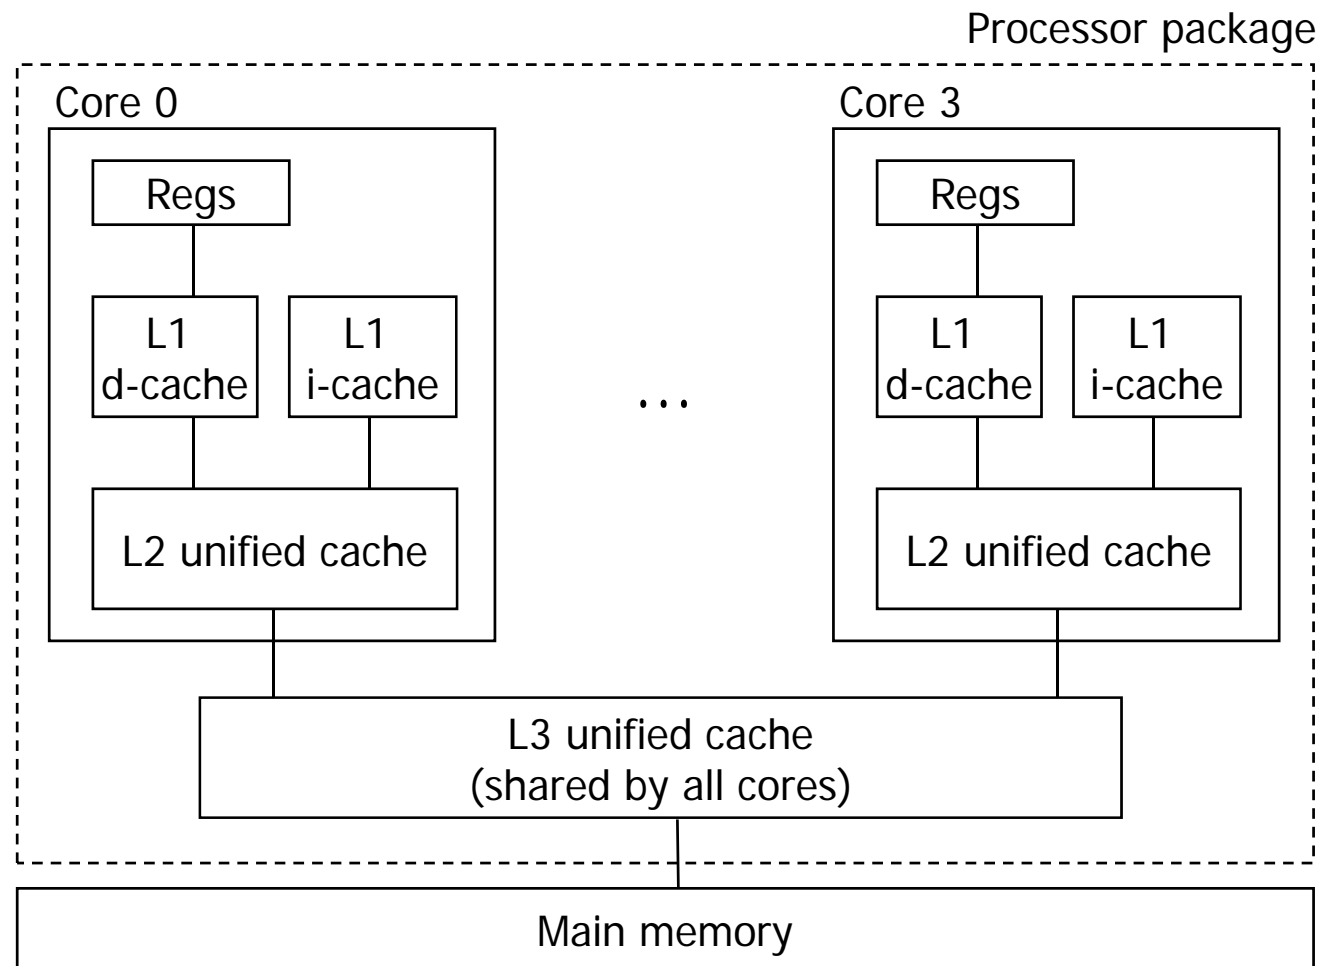 Processor package
Core 0
Regs
L1
d-cache
L1
i-cache
L2 unified cache
...
Core 3
Regs
L1
d-cache
L1
i-cache
L2 unified cache
L3 unified cache
(shared by all cores)
Main memory